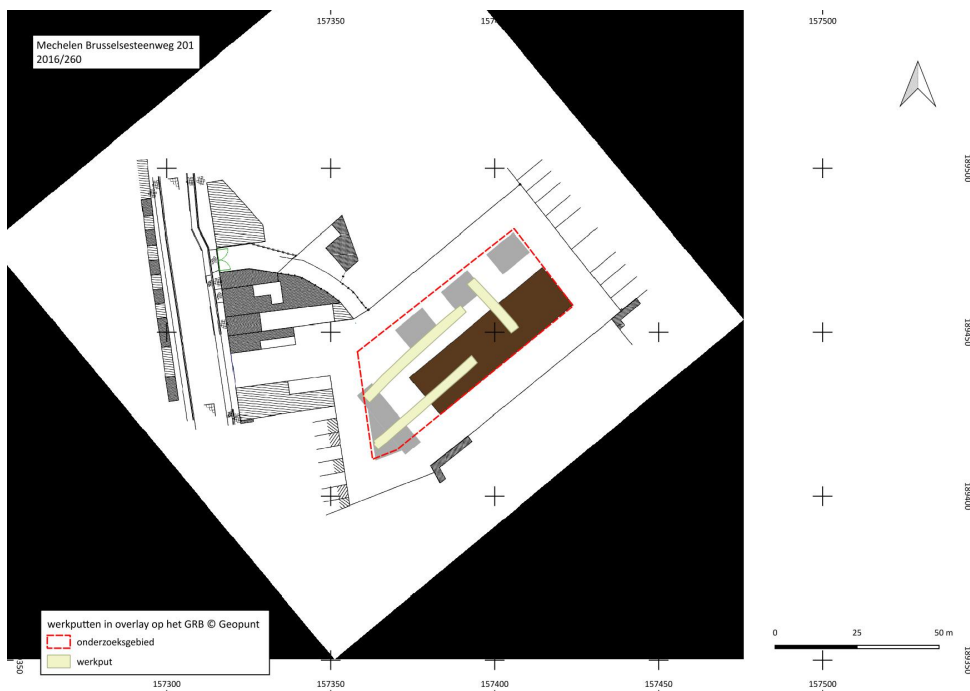 157350
157500
Mechelen Brusselsesteenweg 201
2016/260
189500
189450
189400
werkputten in overlay op het GRB © Geopunt
onderzoeksgebied
werkput
0 25 50 m
189350
157300
157350
157400
157450
157500